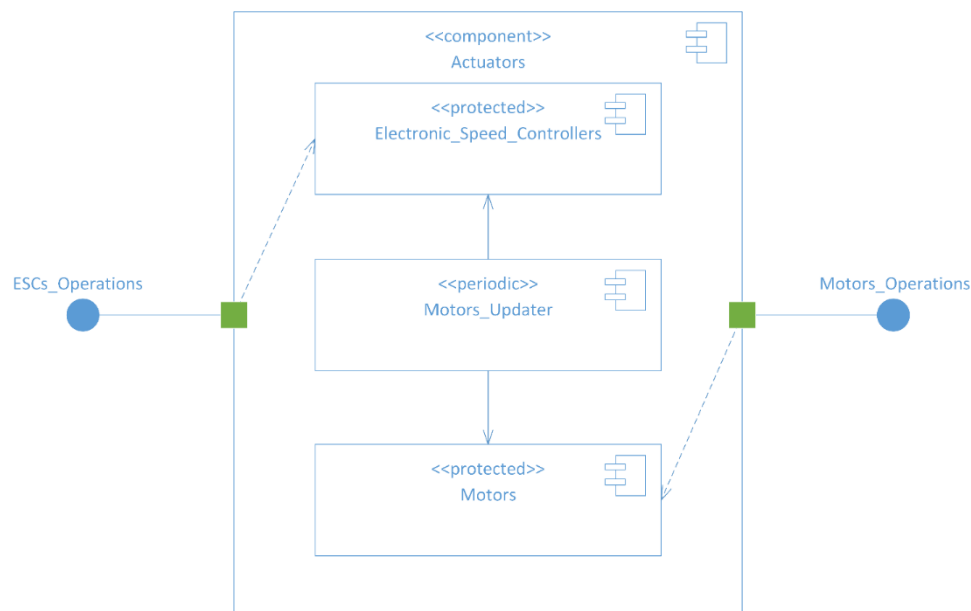 <<component>>
Actuators
<<protected>>
Electronic_Speed_Controllers
ESCs_Operations
<<periodic>>
Motors_Updater
Motors_Operations
<<protected>>
Motors